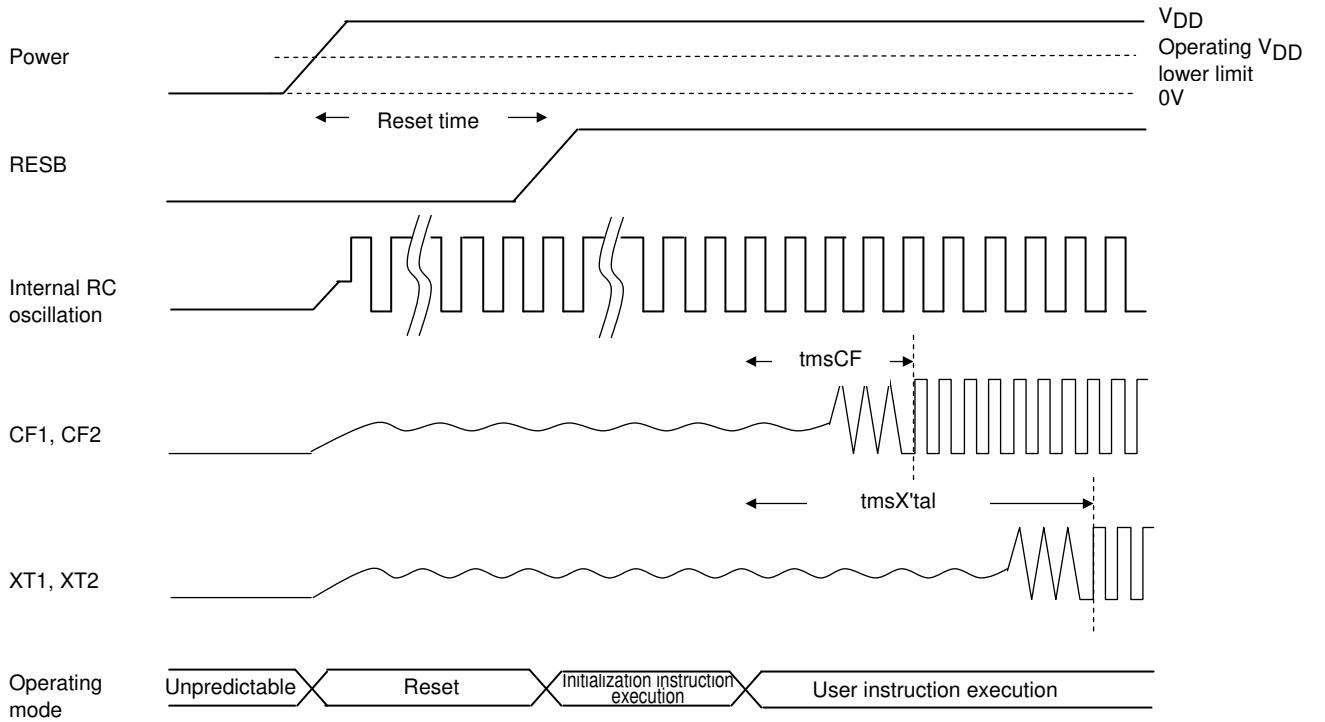 VDD
Power
Operating VDD
lower limit
0V
Reset time
RESB
Internal RC
oscillation
tmsCF
CF1, CF2
tmsX'tal
XT1, XT2
Operating
mode
Unpredictable
Reset
Initialization instruction
execution
User instruction execution